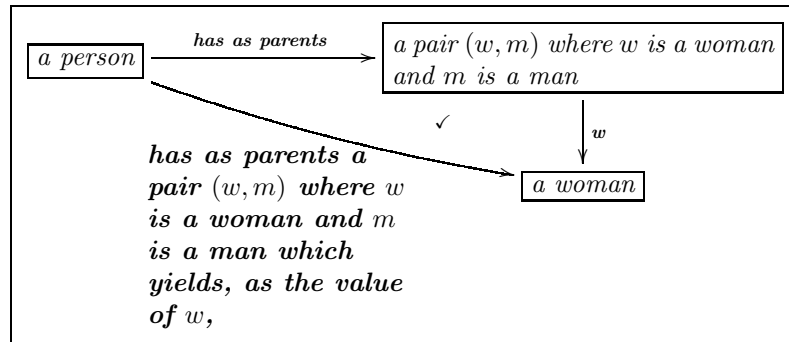 has as parents
a person
a pair (w, m) where w is a woman
and m is a man
✓
w
a woman
has as parents a
pair (w, m) where w
is a woman and m
is a man which
yields, as the value
of w,